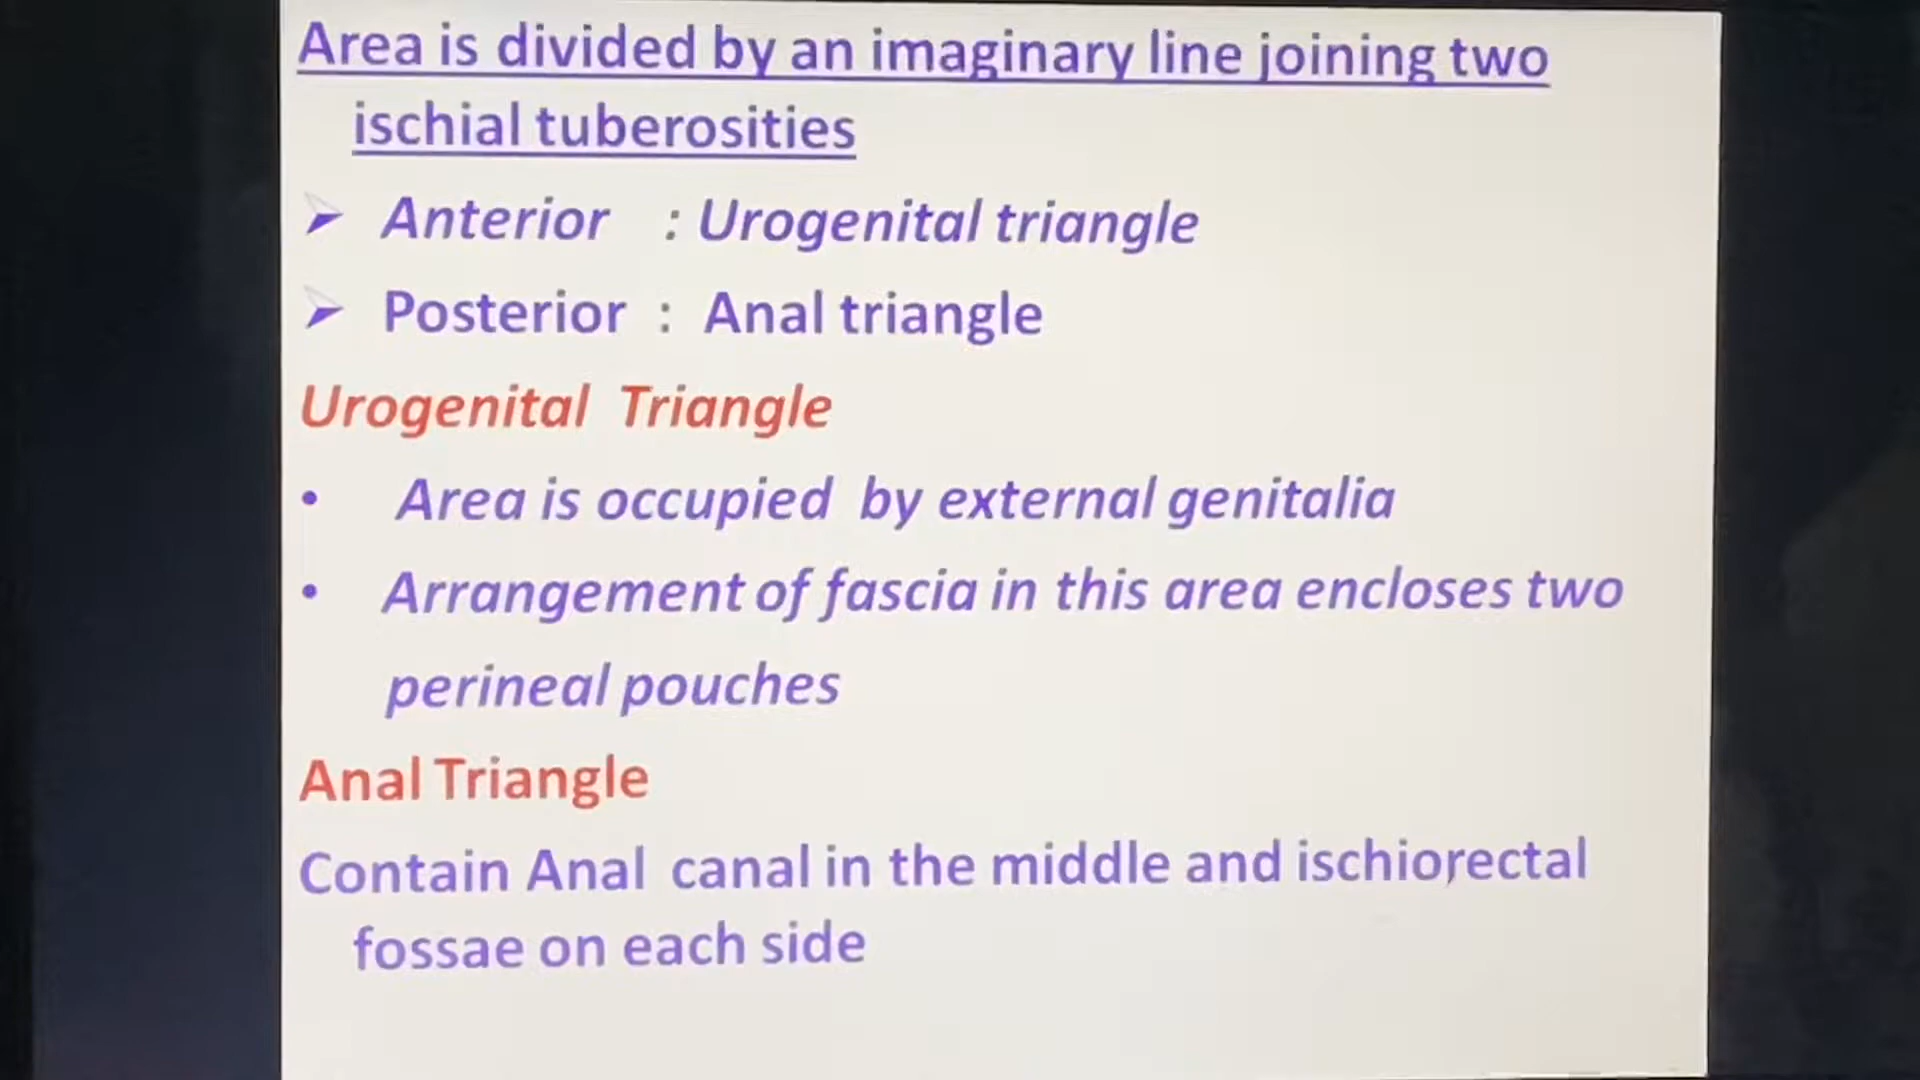 Area is divided by an imaginary line joining two
ischial tuberosities
Anterior : Urogenital triangle
Posterior : Anal triangle
Urogenital Triangle
• Area is occupied by external genitalia
• Arrangement of fascia in this area encloses two
perineal pouches
Anal Triangle
Contain Anal canal in the middle and ischiorectal
fossae on each side